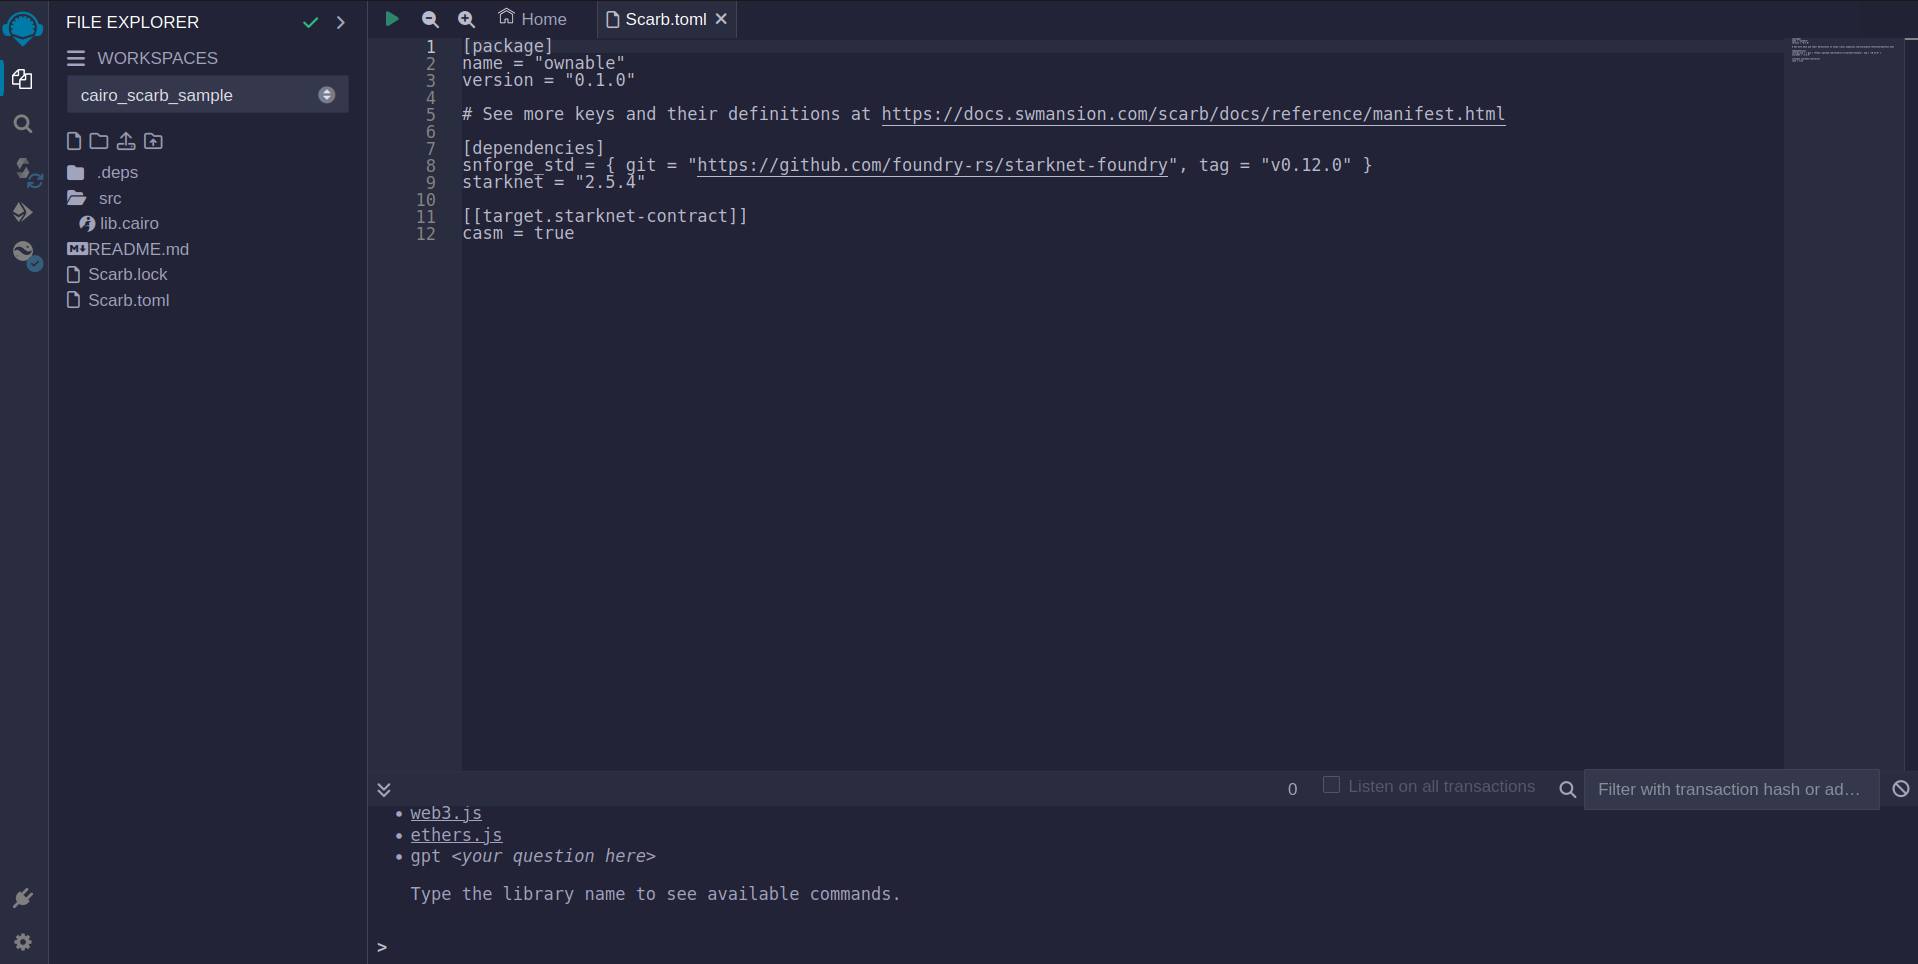 FILE EXPLORER
WORKSPACES
cairo_scarb_sample
.deps
src
lib.cairo
README.md
Scarb.lock
Scarb.toml
Home
Scarb.toml
1 [package]
2 name = "ownable"
3 version = "0.1.0"
4
5 # See more keys and their definitions at https://docs.swmansion.com/scarb/docs/reference/manifest.html
6
7 [dependencies]
8 snforge_std = { git = "https://github.com/foundry-rs/starknet-foundry", tag = "v0.12.0" }
9 starknet = "2.5.4"
10
11 [[target.starknet-contract]]
12 casm = true
0 Listen on all transactions Filter with transaction hash or ad…
• web3.js
• ethers.js
• gpt <your question here>
Type the library name to see available commands.
>